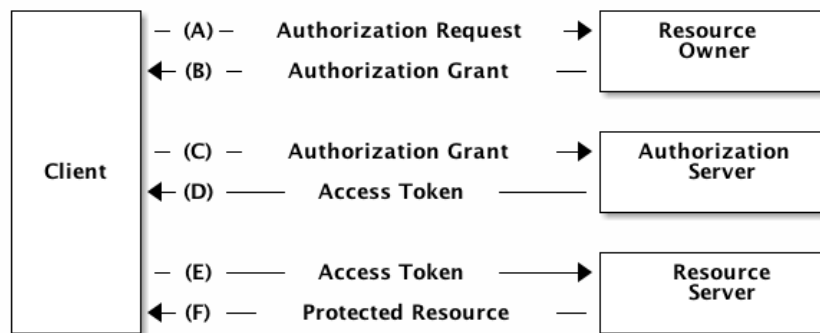 (A) Authorization Request
Resource
Owner
(B) Authorization Grant
Client
(C) Authorization Grant
Authorization
Server
(D) Access Token
(E) Access Token
Resource
Server
(F) Protected Resource